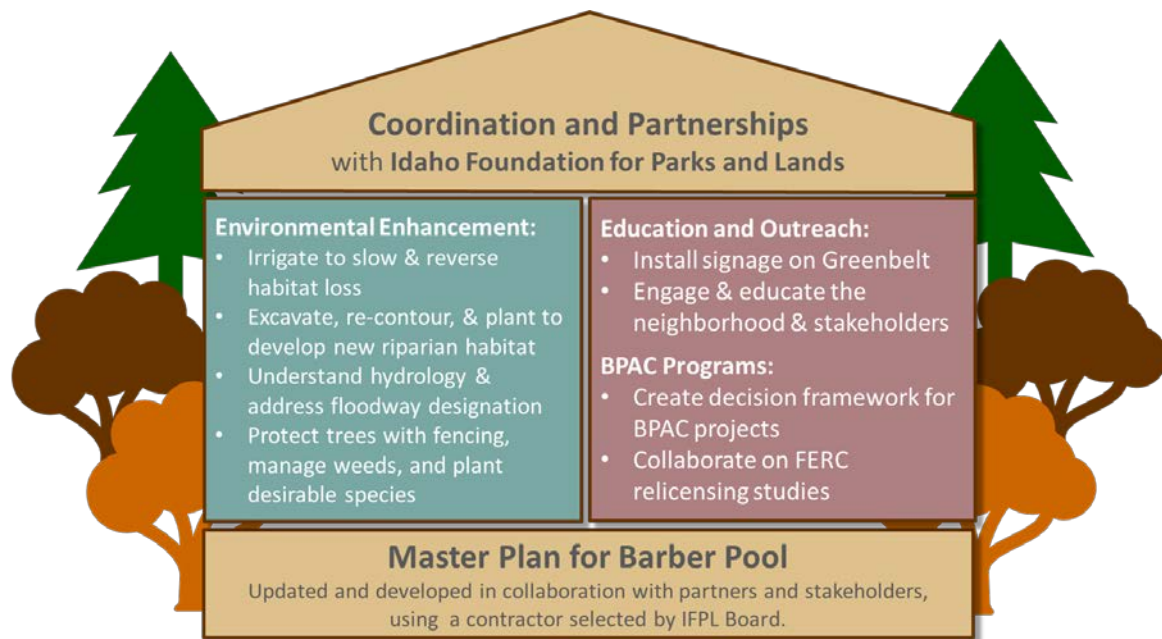 Coordination and Partnerships
with Idaho Foundation for Parks and Lands
Environmental Enhancement:
• Irrigate to slow & reverse
habitat loss
• Excavate, re-contour, & plant to
develop new riparian habitat
• Understand hydrology &
address floodway designation
• Protect trees with fencing,
manage weeds, and plant
desirable species
Education and Outreach:
• Install signage on Greenbelt
• Engage & educate the
neighborhood & stakeholders
BPAC Programs:
• Create decision framework for
BPAC projects
• Collaborate on FERC
relicensing studies
Master Plan for Barber Pool
Updated and developed in collaboration with partners and stakeholders,
using a contractor selected by IFPL Board.